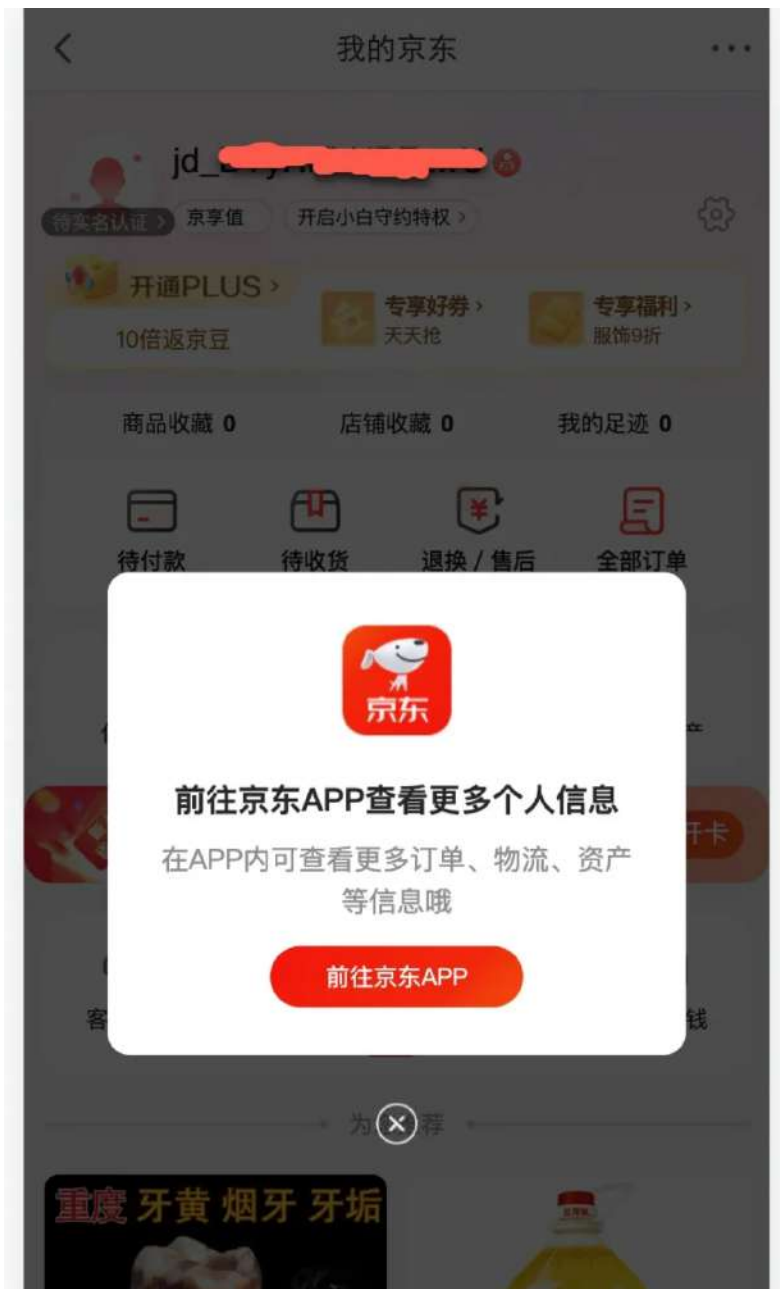 我的京东
jd_
待实名认证 >
京享值
开启小白守约特权 >
开通PLUS >
10倍返京豆
专享好券 >
天天抢
专享福利 >
服饰9折
商品收藏 0
店铺收藏 0
我的足迹 0
待付款
待收货
退换 / 售后
全部订单
京东
前往京东APP查看更多个人信息
在APP内可查看更多订单、物流、资产
等信息哦
前往京东APP
开卡
客
钱
为
荐
重度 牙黄 烟牙 牙垢